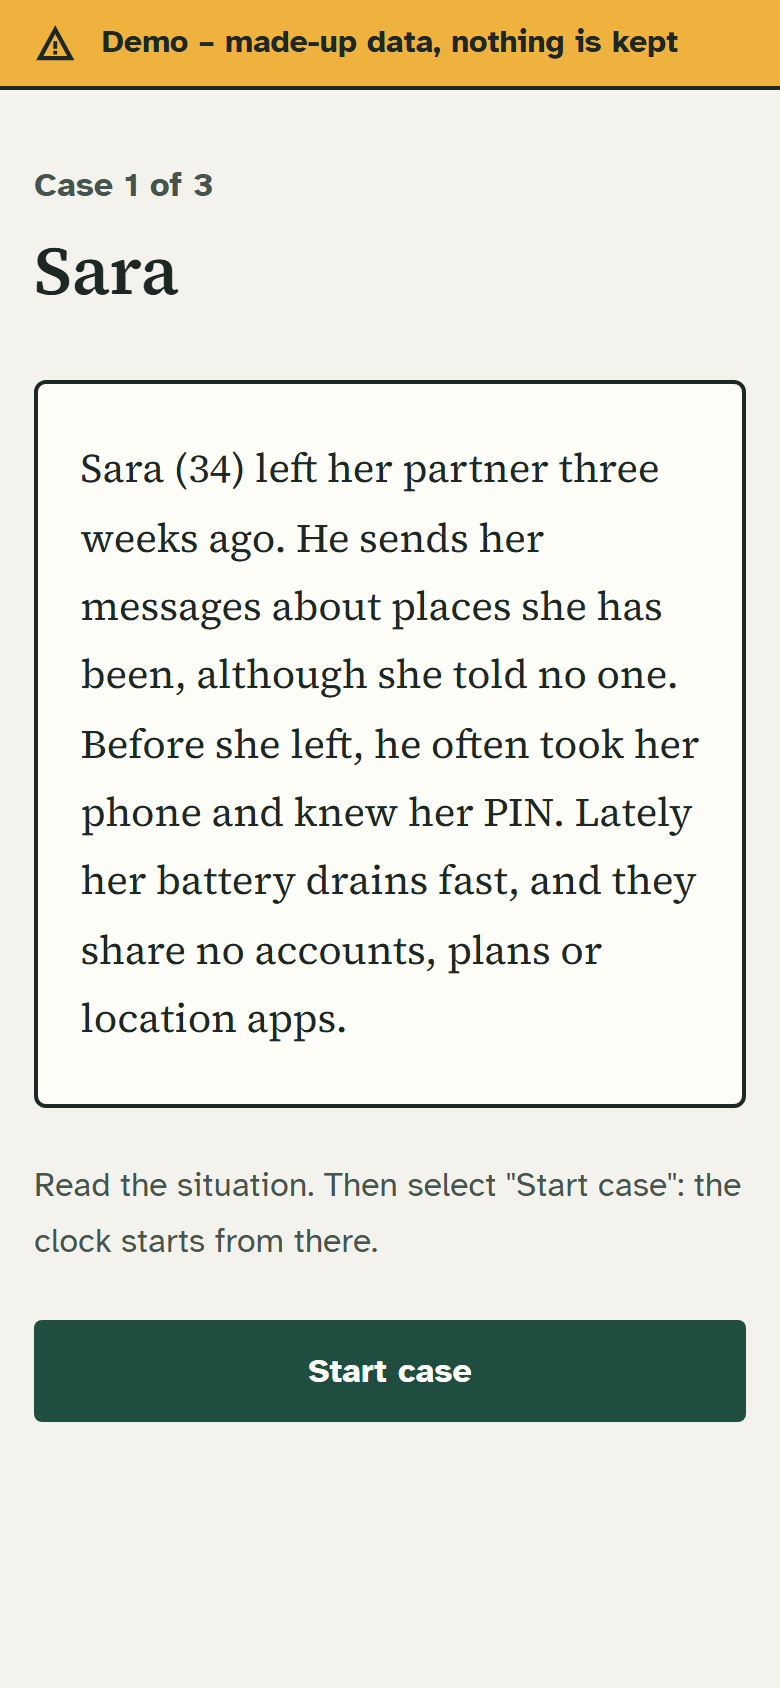 Demo – made-up data, nothing is kept
Case 1 of 3
Sara
Sara (34) left her partner three
weeks ago. He sends her
messages about places she has
been, although she told no one.
Before she left, he often took her
phone and knew her PIN. Lately
her battery drains fast, and they
share no accounts, plans or
location apps.
Read the situation. Then select "Start case": the
clock starts from there.
Start case